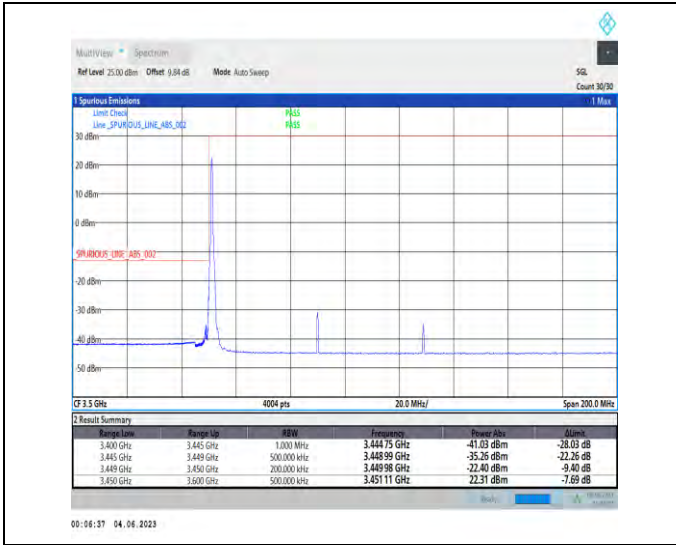 MultiView Spectrum
Ref Level 25.00 dBm Offset 9.84 dB Mode Auto Sweep SGL
Count 30/30
1 Spurious Emissions 1 Max
Limit Check PASS
Line _SPURIOUS_LINE_ABS_002 PASS
30 dBm
20 dBm
10 dBm
0 dBm
_SPURIOUS_LINE_ABS_002
-20 dBm
-30 dBm
-40 dBm
-50 dBm
CF 3.5 GHz 4004 pts 20.0 MHz/ Span 200.0 MHz
2 Result Summary
Range Low Range Up RBW Frequency Power Abs ΔLimit
3.400 GHz 3.445 GHz 1.000 MHz 3.444 75 GHz -41.03 dBm -28.03 dB
3.445 GHz 3.449 GHz 500.000 kHz 3.448 99 GHz -35.26 dBm -22.26 dB
3.449 GHz 3.450 GHz 200.000 kHz 3.449 98 GHz -22.40 dBm -9.40 dB
3.450 GHz 3.600 GHz 500.000 kHz 3.451 11 GHz 22.31 dBm -7.69 dB
Ready
00:06:37 04.06.2023